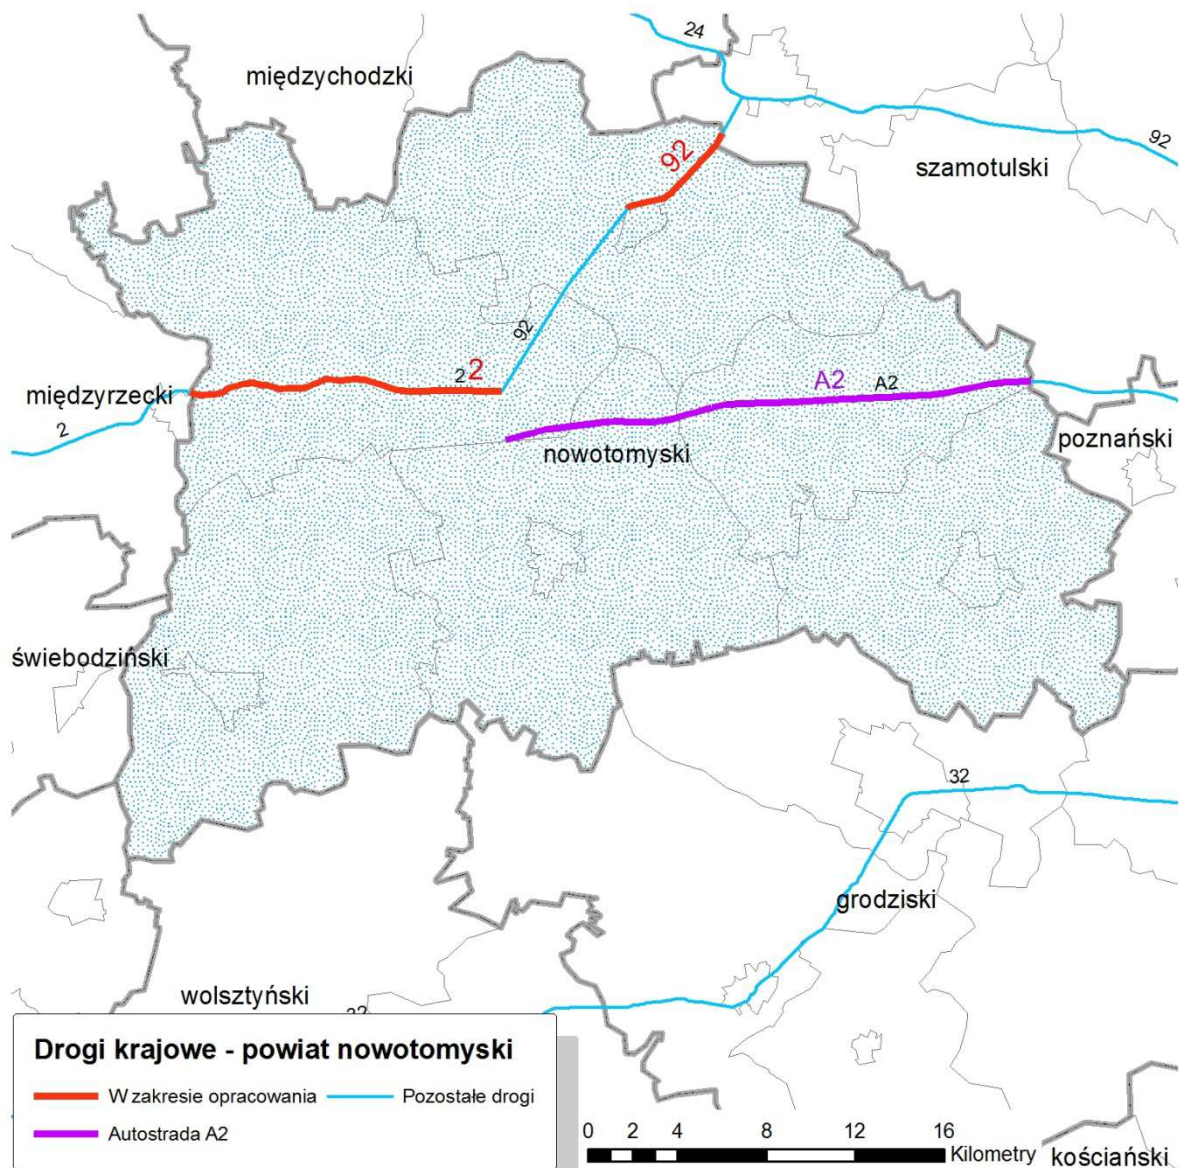 24
międzychodzki
92
92
szamotulski
92
2
2
A2
A2
międzyrzecki
2
nowotomyski
poznański
świebodziński
32
grodziski
wolsztyński
Drogi krajowe - powiat nowotomyski
W zakresie opracowania
Pozostałe drogi
Autostrada A2
0 2 4 8 12 16
Kilometry
kościański